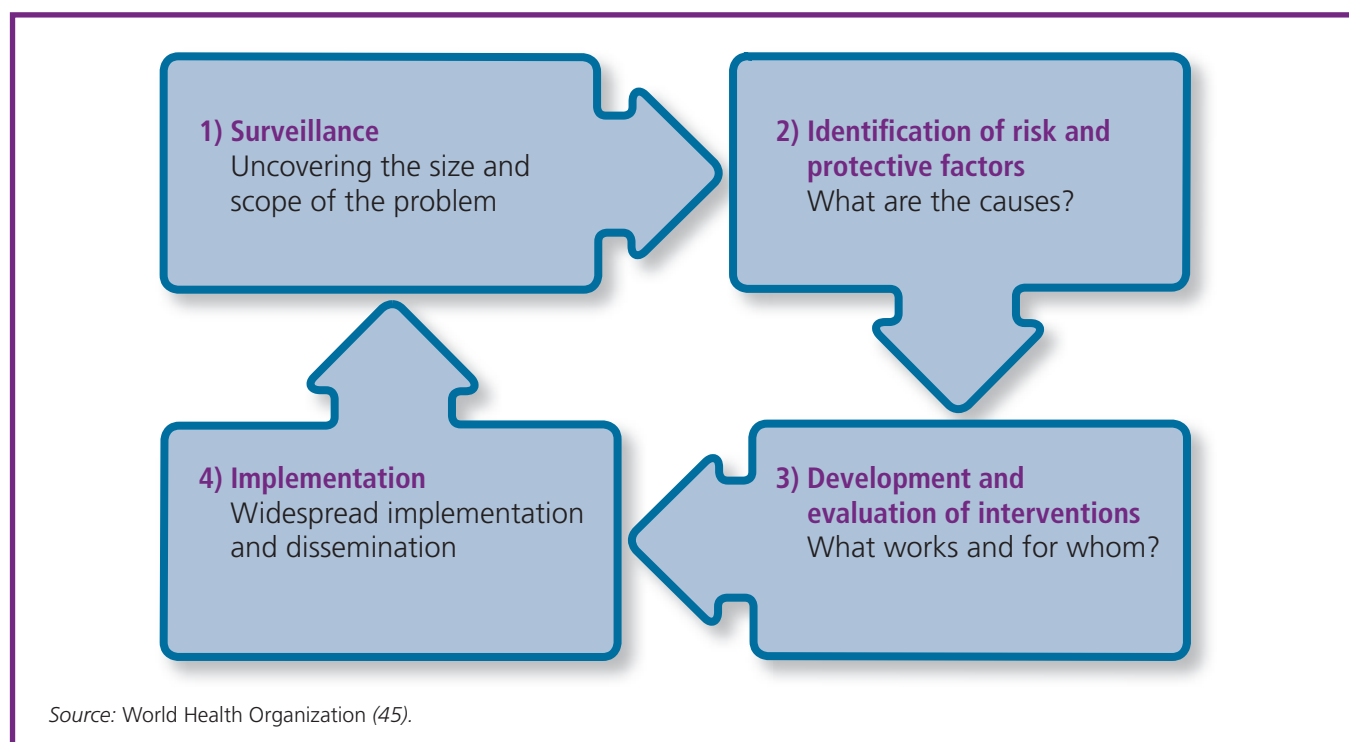 1) Surveillance
Uncovering the size and
scope of the problem
2) Identification of risk and
protective factors
What are the causes?
3) Development and
evaluation of interventions
What works and for whom?
4) Implementation
Widespread implementation
and dissemination
Source: World Health Organization (45).